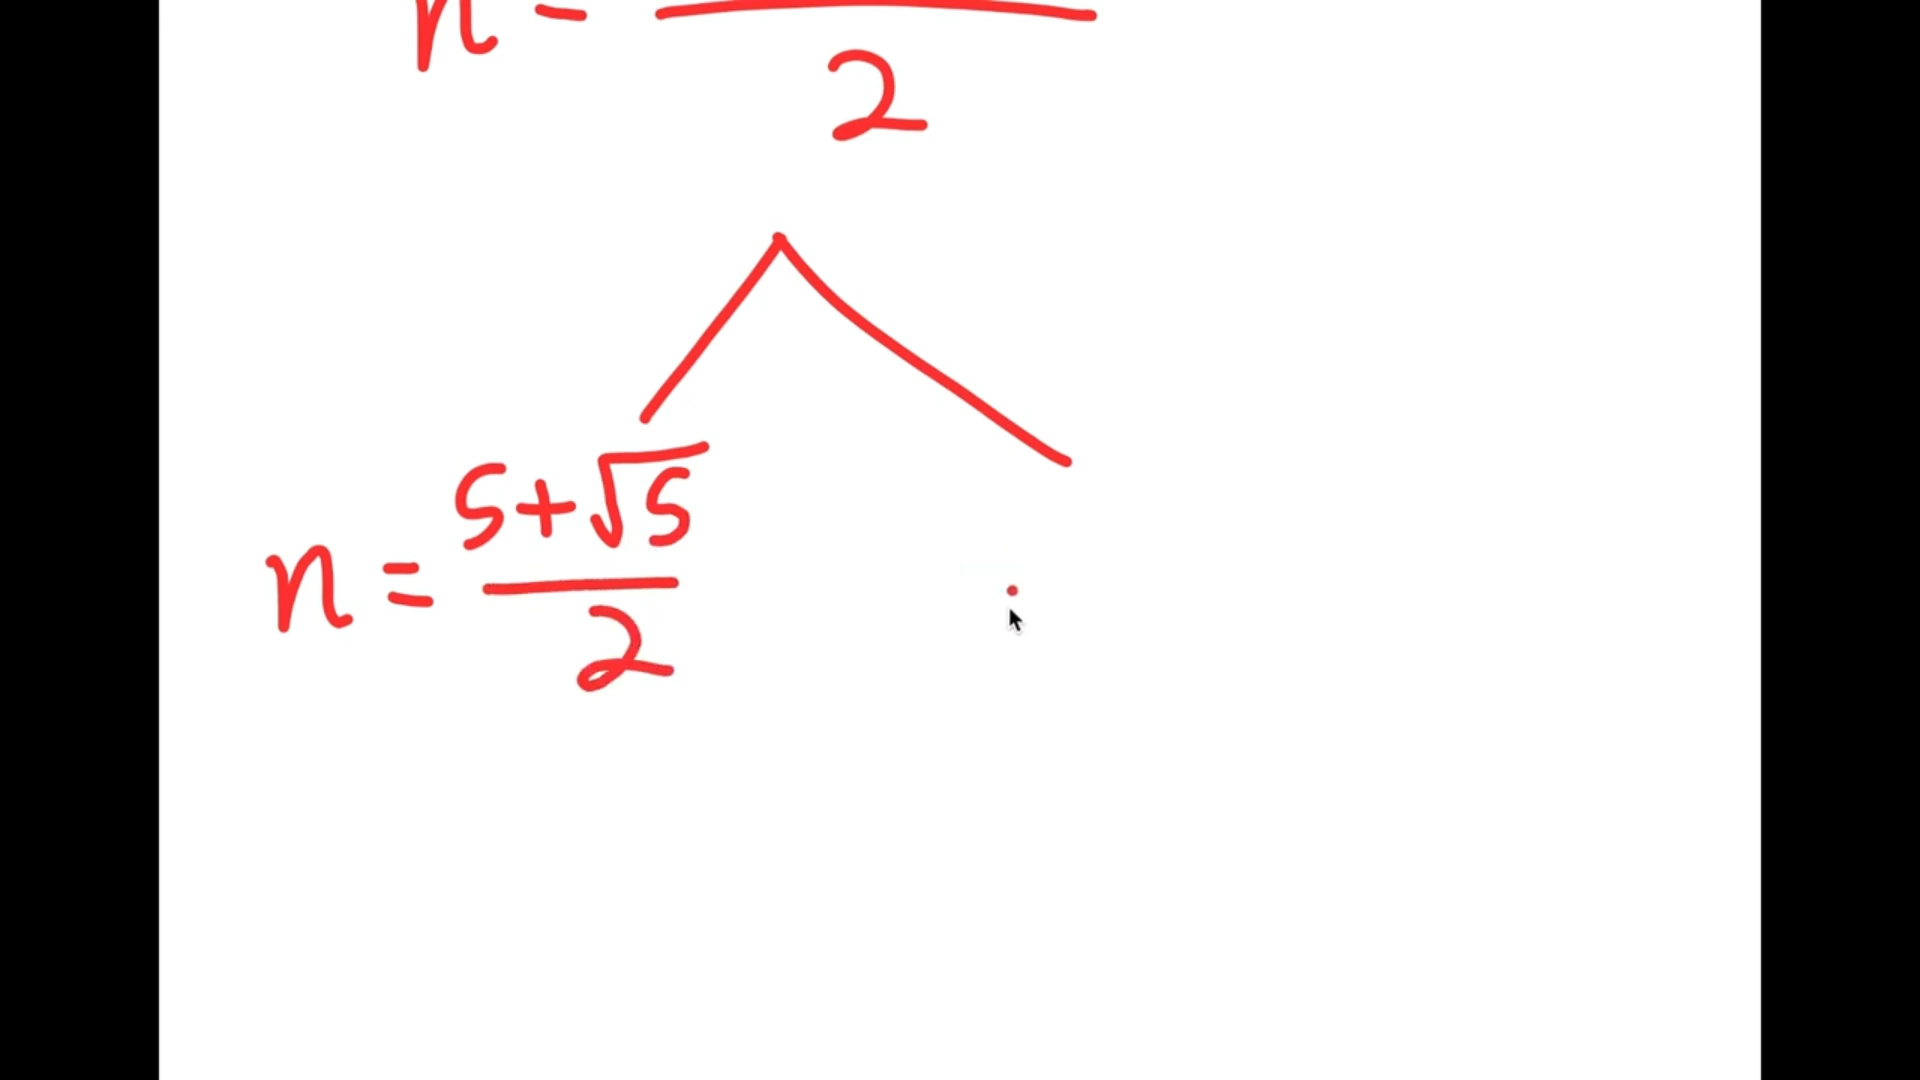 n = —
2
n = 5+√5
2